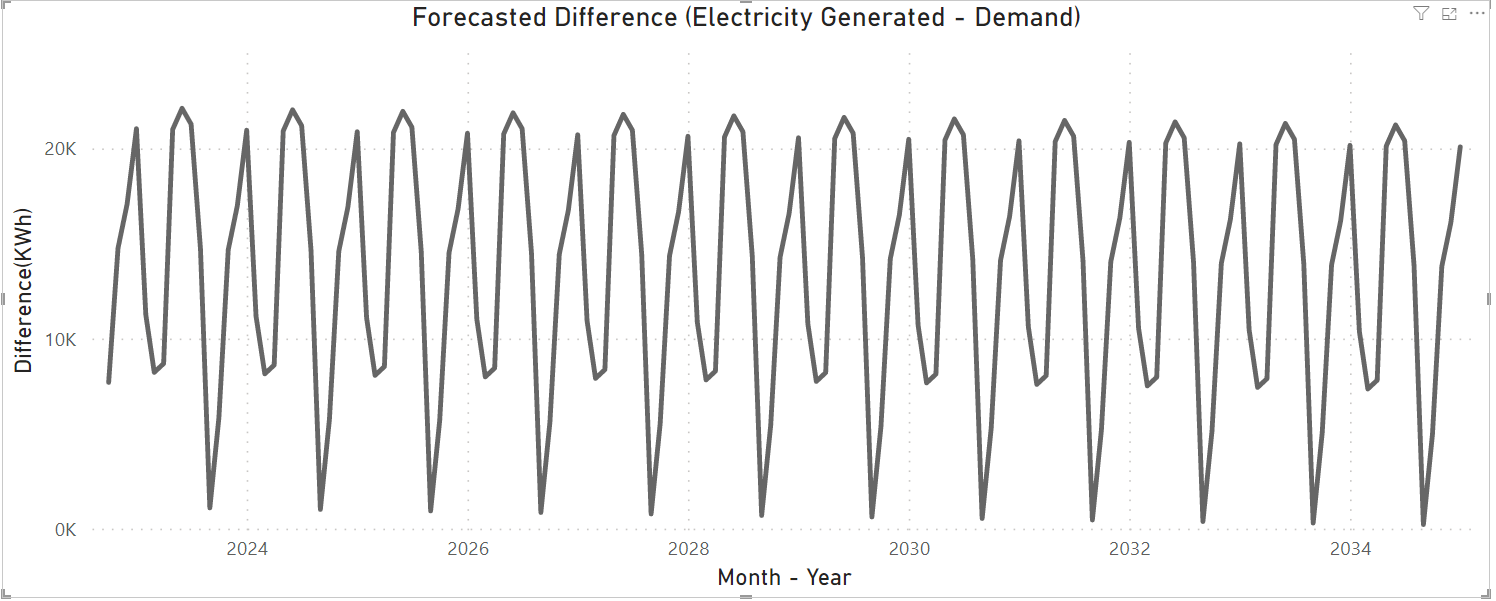 Forecasted Difference (Electricity Generated - Demand)
Difference(KWh)
20K
10K
0K
2024 2026 2028 2030 2032 2034
Month - Year